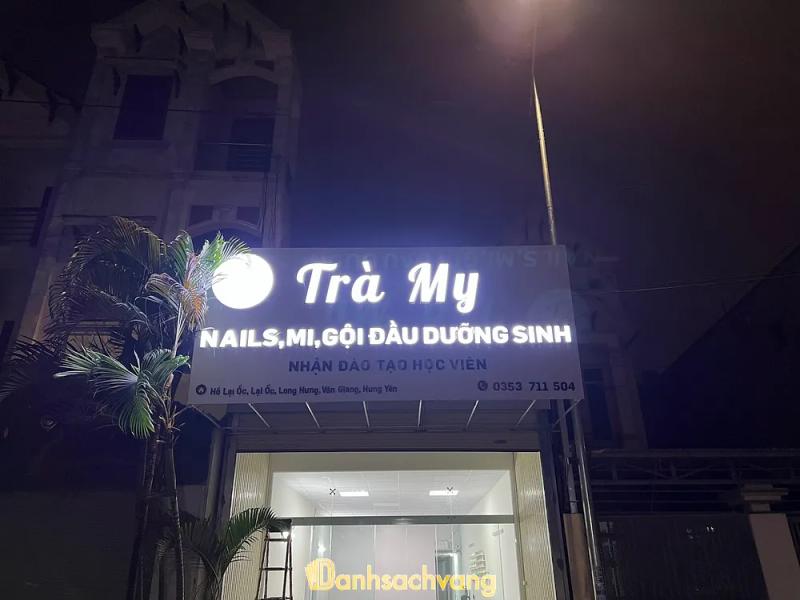 Trà My
NAILS,MI,GỘI ĐẦU DƯỠNG SINH
NHẬN ĐÀO TẠO HỌC VIÊN
Hồ Lại Ốc, Lại Ốc, Long Hưng, Văn Giang, Hưng Yên
0353 711 504
Danhsachvang